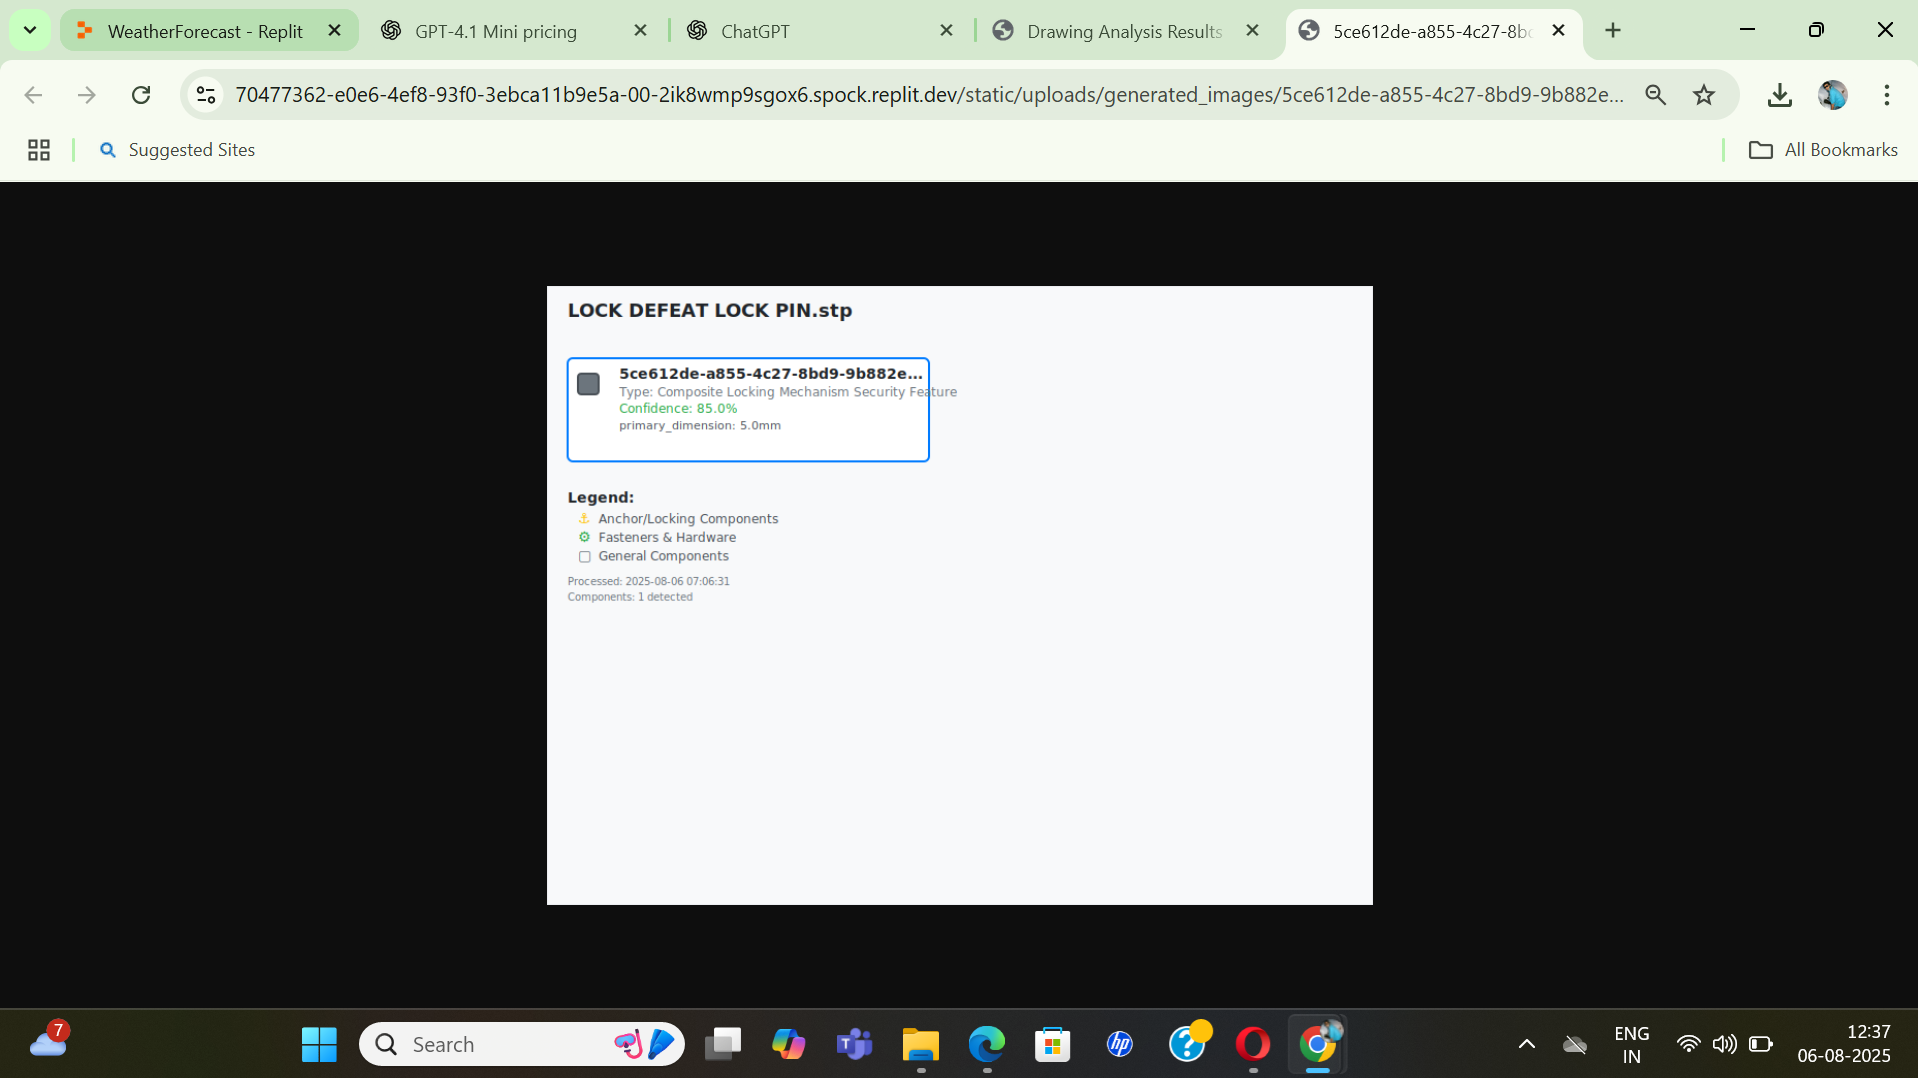 WeatherForecast - Replit
GPT-4.1 Mini pricing
ChatGPT
Drawing Analysis Results
5ce612de-a855-4c27-8bd
70477362-e0e6-4ef8-93f0-3ebca11b9e5a-00-2ik8wmp9sgox6.spock.replit.dev/static/uploads/generated_images/5ce612de-a855-4c27-8bd9-9b882e...
Suggested Sites
All Bookmarks
LOCK DEFEAT LOCK PIN.stp
5ce612de-a855-4c27-8bd9-9b882e...
Type: Composite Locking Mechanism Security Feature
Confidence: 85.0%
primary_dimension: 5.0mm
Legend:
⚓ Anchor/Locking Components
⚙ Fasteners & Hardware
▢ General Components
Processed: 2025-08-06 07:06:31
Components: 1 detected
7
Search
T
hp
?
ENG
IN
12:37
06-08-2025